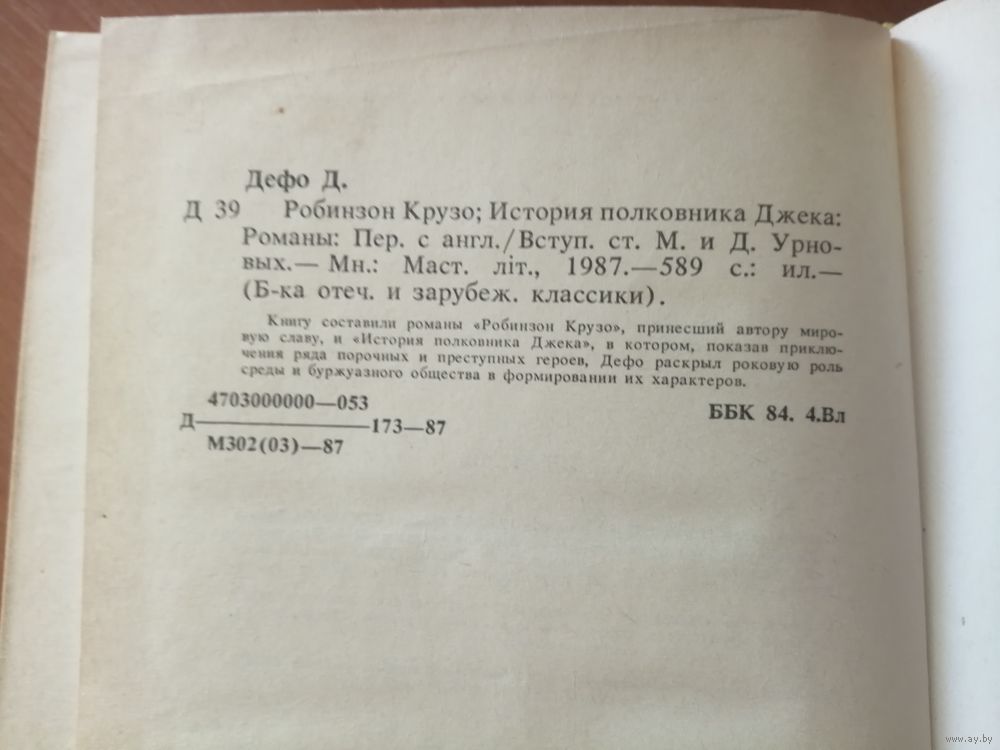 Дефо Д.
Д 39 Робинзон Крузо; История полковника Джека:
Романы: Пер. с англ./Вступ. ст. М. и Д. Урно-
вых.— Мн.: Маст. літ., 1987.—589 с.: ил.—
(Б-ка отеч. и зарубеж. классики).
Книгу составили романы «Робинзон Крузо», принесший автору миро-
вую славу, и «История полковника Джека», в котором, показав приклю-
чения ряда порочных и преступных героев, Дефо раскрыл роковую роль
среды и буржуазного общества в формировании их характеров.
4703000000—053
Д——————173—87
М302(03)—87
ББК 84. 4.Вл
www.ay.by